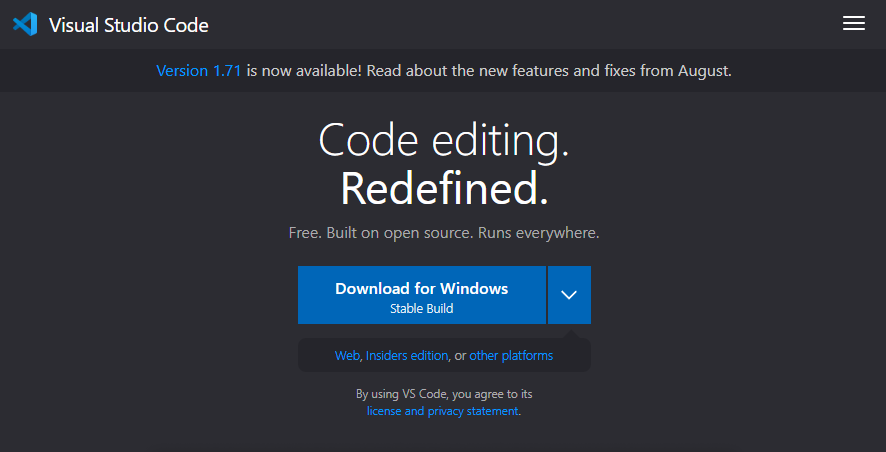 Visual Studio Code
Version 1.71 is now available! Read about the new features and fixes from August.
Code editing.
Redefined.
Free. Built on open source. Runs everywhere.
Download for Windows
Stable Build
Web, Insiders edition, or other platforms
By using VS Code, you agree to its
license and privacy statement.